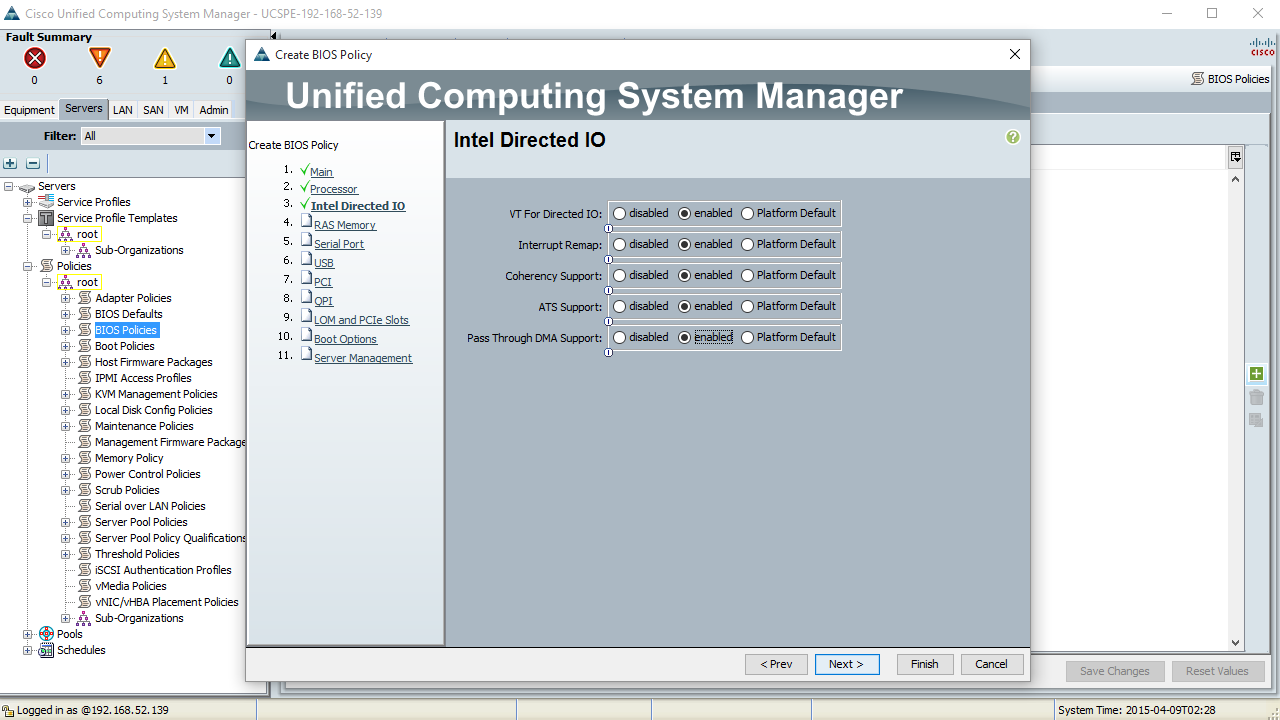 Cisco Unified Computing System Manager - UCSPE-192-168-52-139
Fault Summary
0 6 1 0
cisco
Equipment Servers LAN SAN VM Admin
Filter: All
Servers
Service Profiles
Service Profile Templates
root
Sub-Organizations
Policies
root
Adapter Policies
BIOS Defaults
BIOS Policies
Boot Policies
Host Firmware Packages
IPMI Access Profiles
KVM Management Policies
Local Disk Config Policies
Maintenance Policies
Management Firmware Package
Memory Policy
Power Control Policies
Scrub Policies
Serial over LAN Policies
Server Pool Policies
Server Pool Policy Qualifications
Threshold Policies
iSCSI Authentication Profiles
vMedia Policies
vNIC/vHBA Placement Policies
Sub-Organizations
Pools
Schedules
Create BIOS Policy
Unified Computing System Manager
Create BIOS Policy
1. Main
2. Processor
3. Intel Directed IO
4. RAS Memory
5. Serial Port
6. USB
7. PCI
8. QPI
9. LOM and PCIe Slots
10. Boot Options
11. Server Management
Intel Directed IO
VT For Directed IO: disabled enabled Platform Default
Interrupt Remap: disabled enabled Platform Default
Coherency Support: disabled enabled Platform Default
ATS Support: disabled enabled Platform Default
Pass Through DMA Support: disabled enabled Platform Default
< Prev Next > Finish Cancel
BIOS Policies
Save Changes Reset Values
Logged in as @192.168.52.139
System Time: 2015-04-09T02:28